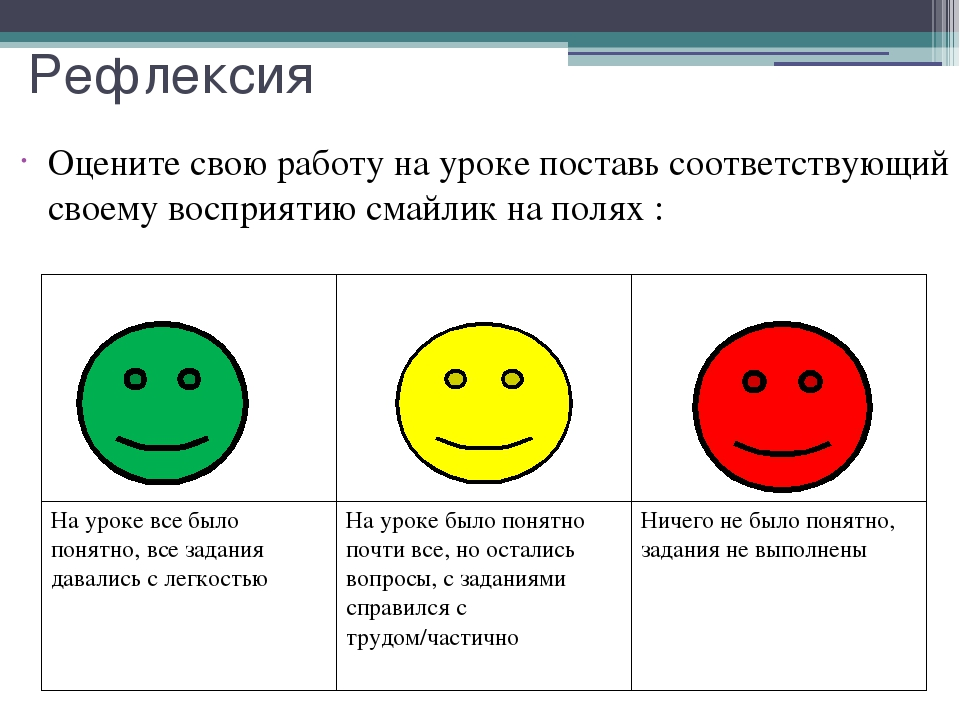 Рефлексия
Оцените свою работу на уроке поставь соответствующий
своему восприятию смайлик на полях :
На уроке все было
понятно, все задания
давались с легкостью
На уроке было понятно
почти все, но остались
вопросы, с заданиями
справился с
трудом/частично
Ничего не было понятно,
задания не выполнены